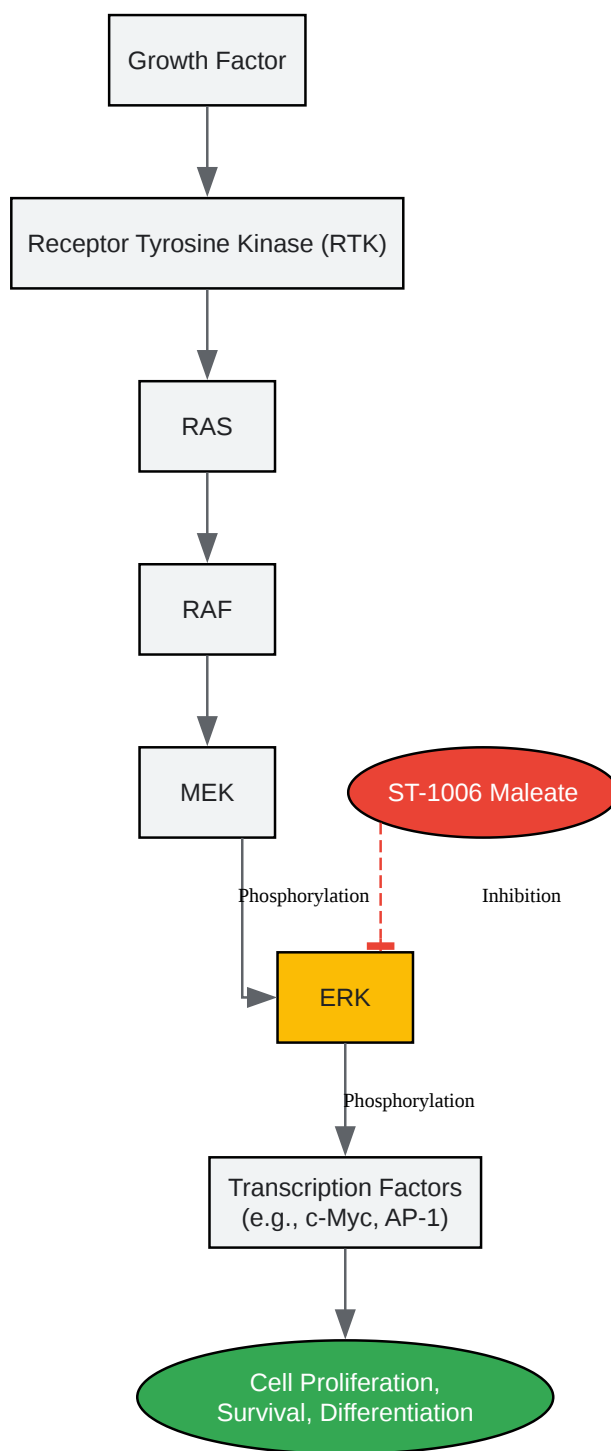 Growth Factor
Receptor Tyrosine Kinase (RTK)
RAS
RAF
MEK
ST-1006 Maleate
Phosphorylation
Inhibition
ERK
Phosphorylation
Transcription Factors
(e.g., c-Myc, AP-1)
Cell Proliferation,
Survival, Differentiation